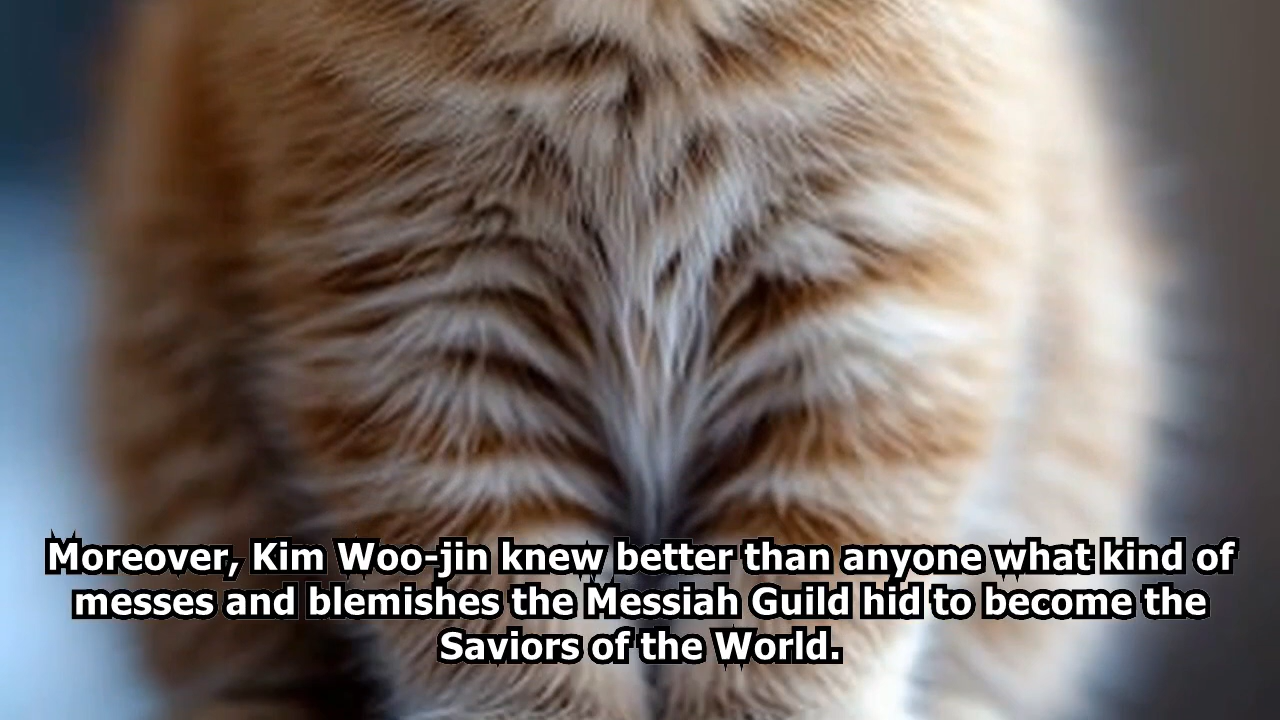 Moreover, Kim Woo-jin knew better than anyone what kind of
messes and blemishes the Messiah Guild hid to become the
Saviors of the World.